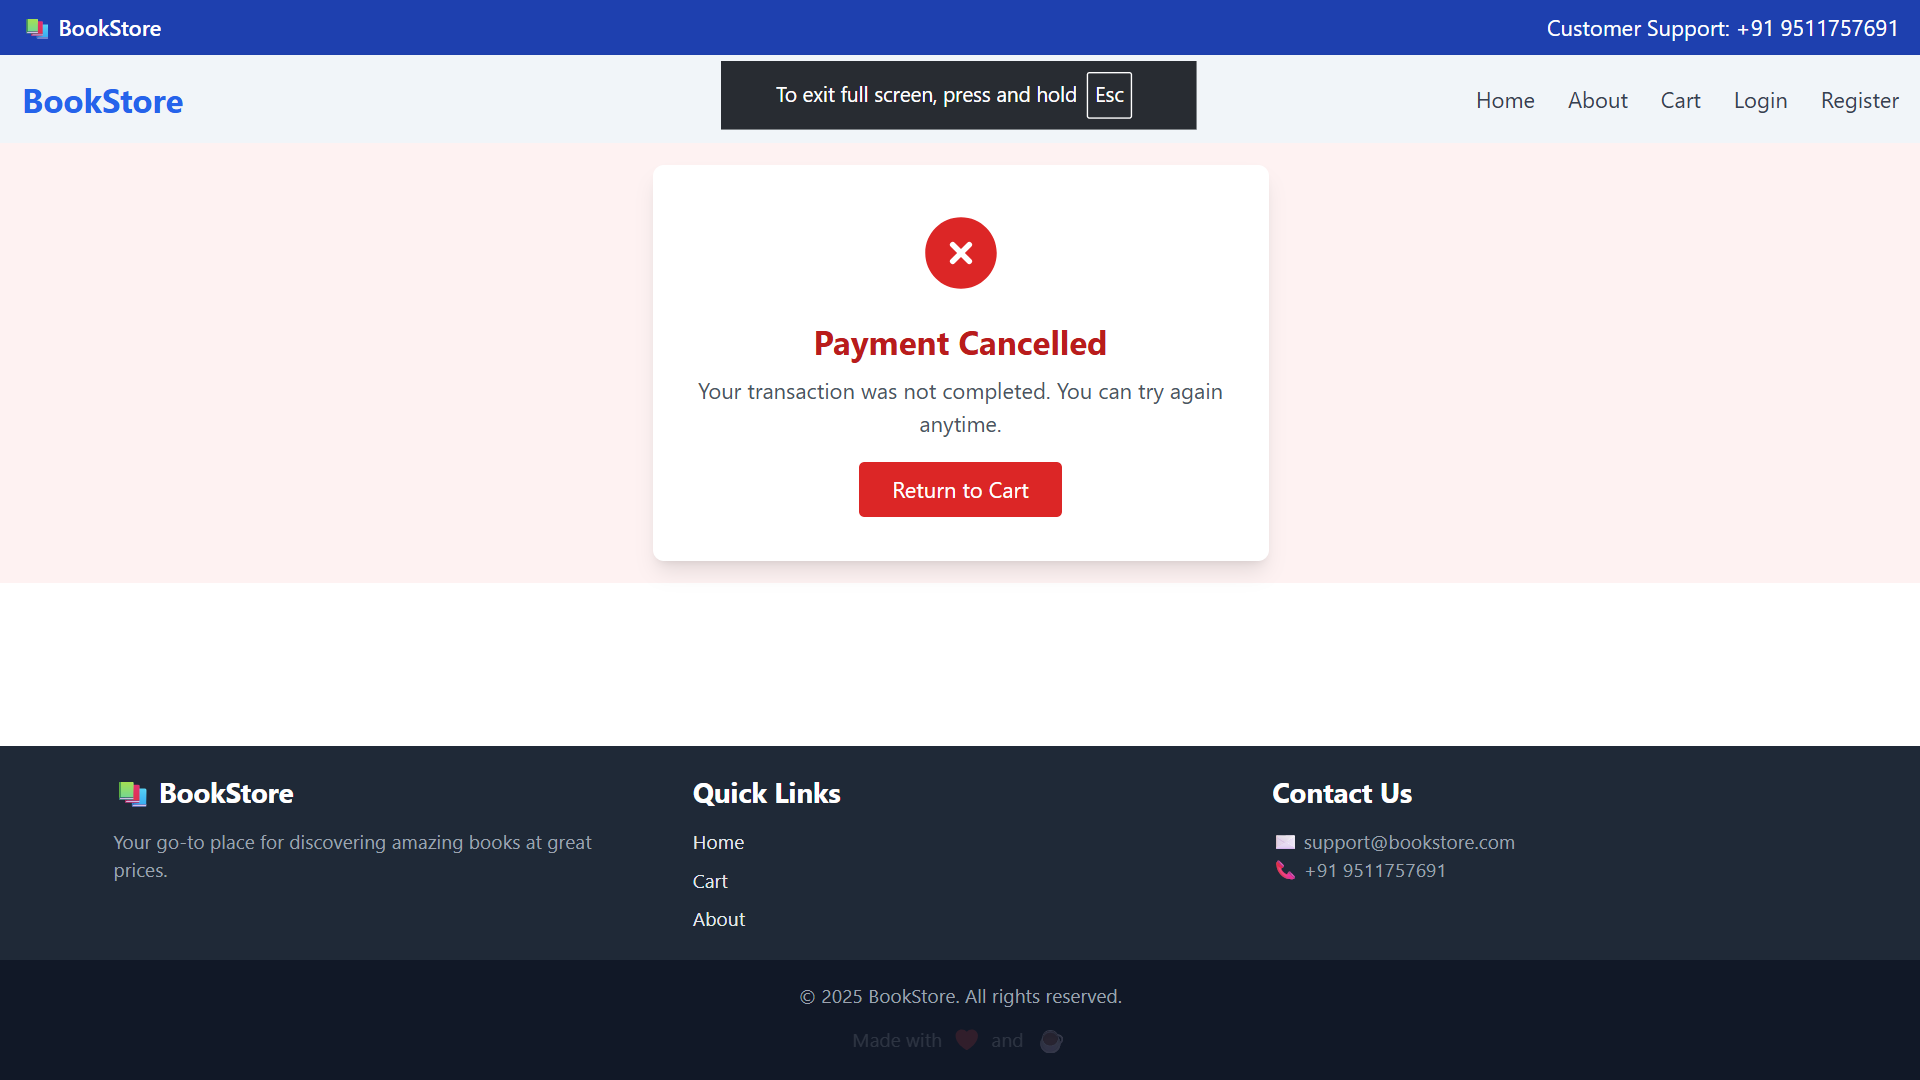 BookStore
Customer Support: +91 9511757691
BookStore
To exit full screen, press and hold Esc
Home
About
Cart
Login
Register
Payment Cancelled
Your transaction was not completed. You can try again
anytime.
Return to Cart
BookStore
Your go-to place for discovering amazing books at great
prices.
Quick Links
Home
Cart
About
Contact Us
support@bookstore.com
+91 9511757691
© 2025 BookStore. All rights reserved.
Made with ❤️ and ☕